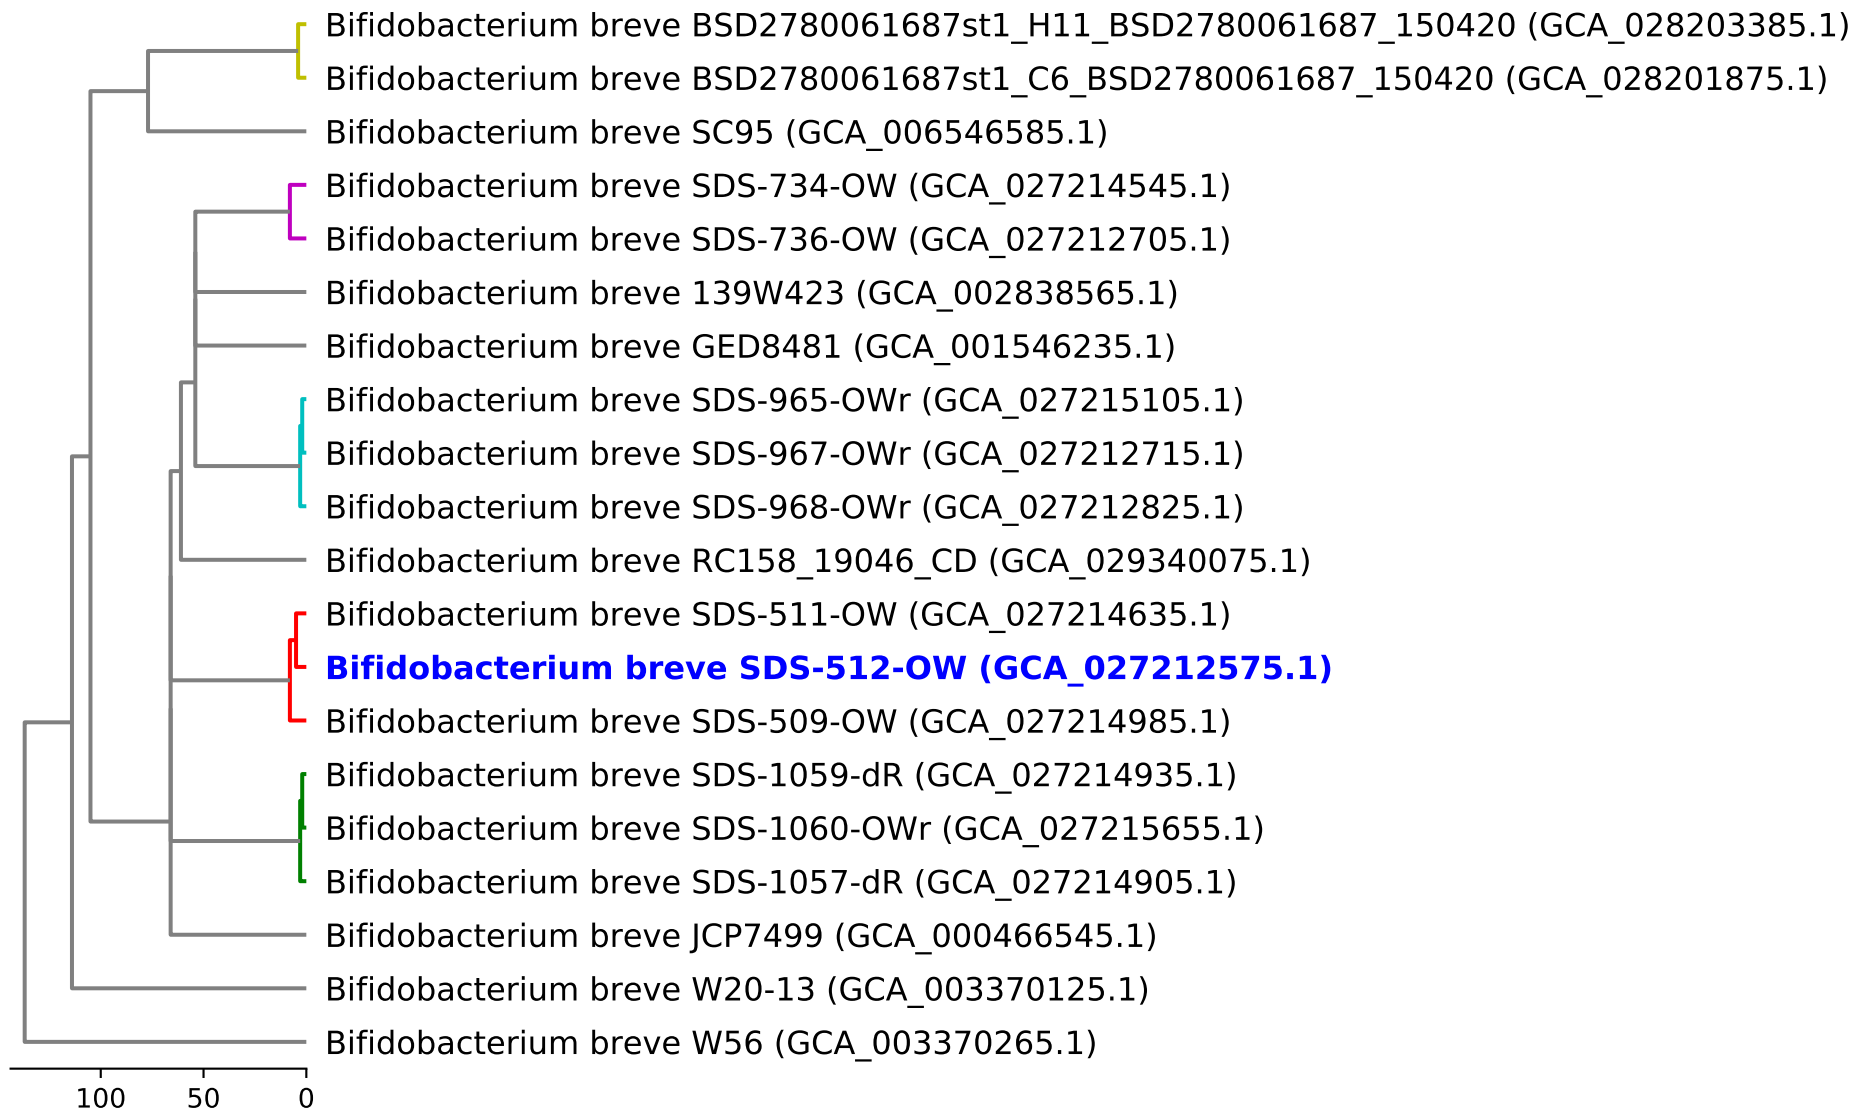 Bifidobacterium breve BSD2780061687st1_H11_BSD2780061687_150420 (GCA_028203385.1)
Bifidobacterium breve BSD2780061687st1_C6_BSD2780061687_150420 (GCA_028201875.1)
Bifidobacterium breve SC95 (GCA_006546585.1)
Bifidobacterium breve SDS-734-OW (GCA_027214545.1)
Bifidobacterium breve SDS-736-OW (GCA_027212705.1)
Bifidobacterium breve 139W423 (GCA_002838565.1)
Bifidobacterium breve GED8481 (GCA_001546235.1)
Bifidobacterium breve SDS-965-OWr (GCA_027215105.1)
Bifidobacterium breve SDS-967-OWr (GCA_027212715.1)
Bifidobacterium breve SDS-968-OWr (GCA_027212825.1)
Bifidobacterium breve RC158_19046_CD (GCA_029340075.1)
Bifidobacterium breve SDS-511-OW (GCA_027214635.1)
Bifidobacterium breve SDS-512-OW (GCA_027212575.1)
Bifidobacterium breve SDS-509-OW (GCA_027214985.1)
Bifidobacterium breve SDS-1059-dR (GCA_027214935.1)
Bifidobacterium breve SDS-1060-OWr (GCA_027215655.1)
Bifidobacterium breve SDS-1057-dR (GCA_027214905.1)
Bifidobacterium breve JCP7499 (GCA_000466545.1)
Bifidobacterium breve W20-13 (GCA_003370125.1)
Bifidobacterium breve W56 (GCA_003370265.1)
100 50 0